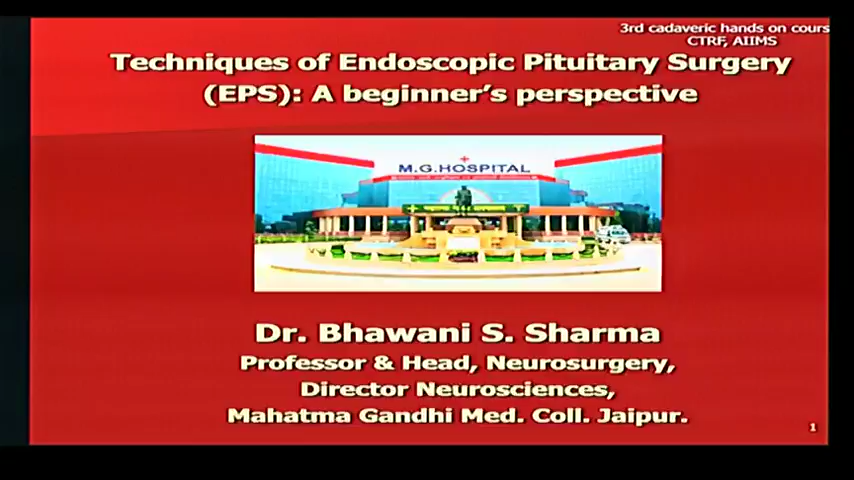 3rd cadaveric hands on cours
CTRF, AIIMS
Techniques of Endoscopic Pituitary Surgery
(EPS): A beginner's perspective
M.G.HOSPITAL
Dr. Bhawani S. Sharma
Professor & Head, Neurosurgery,
Director Neurosciences,
Mahatma Gandhi Med. Coll. Jaipur.
1